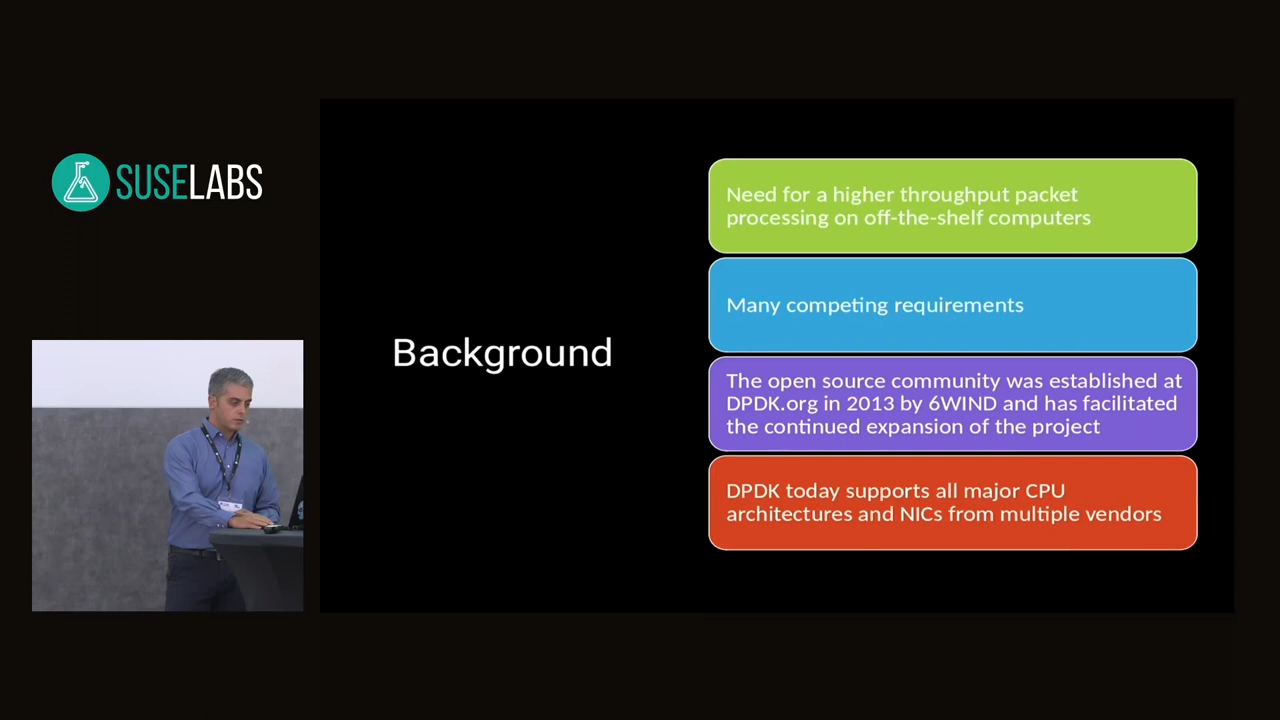 SUSELABS
Background
Need for a higher throughput packet
processing on off-the-shelf computers
Many competing requirements
The open source community was established at
DPDK.org in 2013 by 6WIND and has facilitated
the continued expansion of the project
DPDK today supports all major CPU
architectures and NICs from multiple vendors